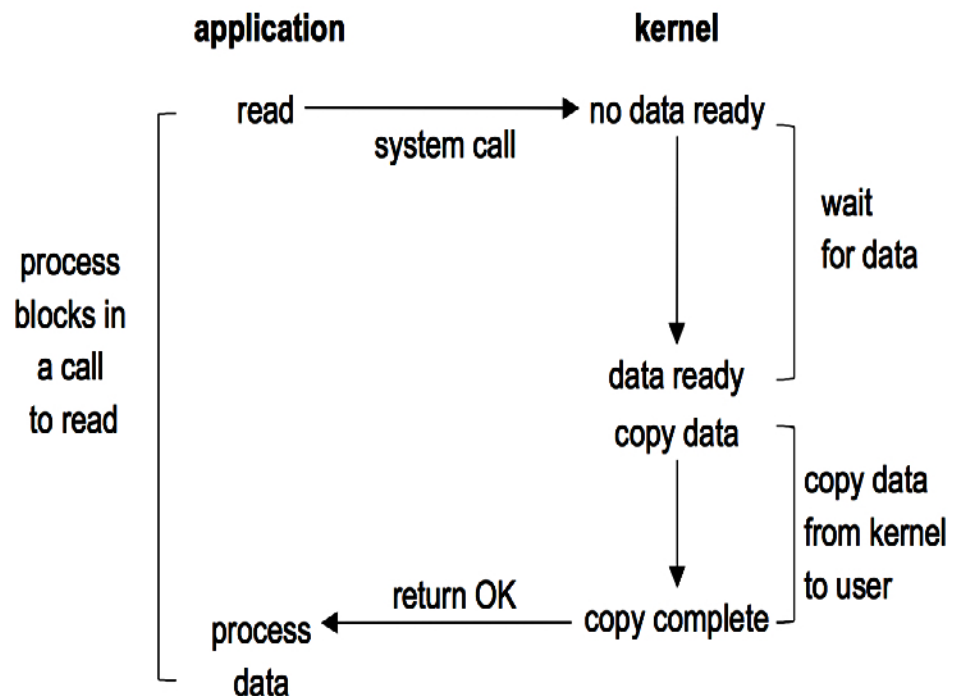 application
kernel
read
no data ready
system call
wait
for data
process
blocks in
a call
to read
data ready
copy data
copy data
from kernel
to user
return OK
copy complete
process
data